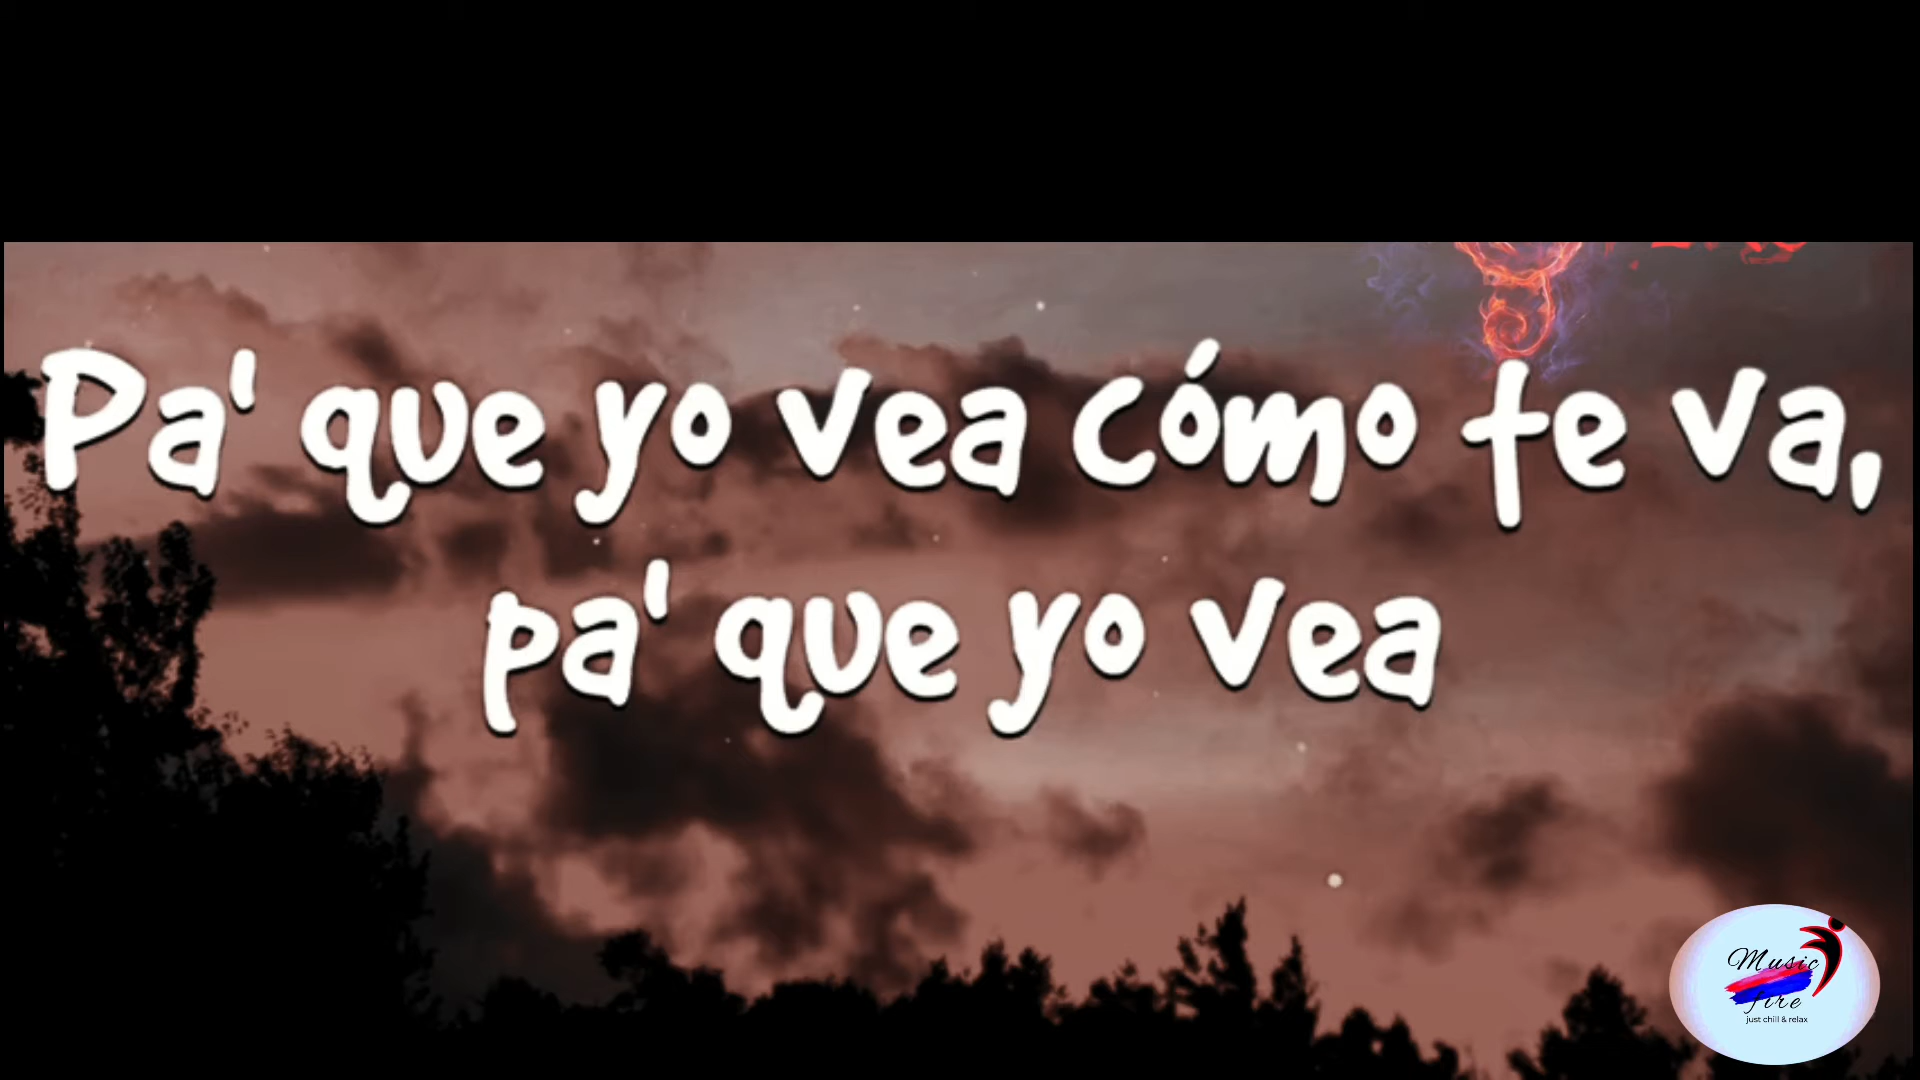 Pa' que yo vea cómo te va,
pa' que yo vea
Music
fire
just chill & relax